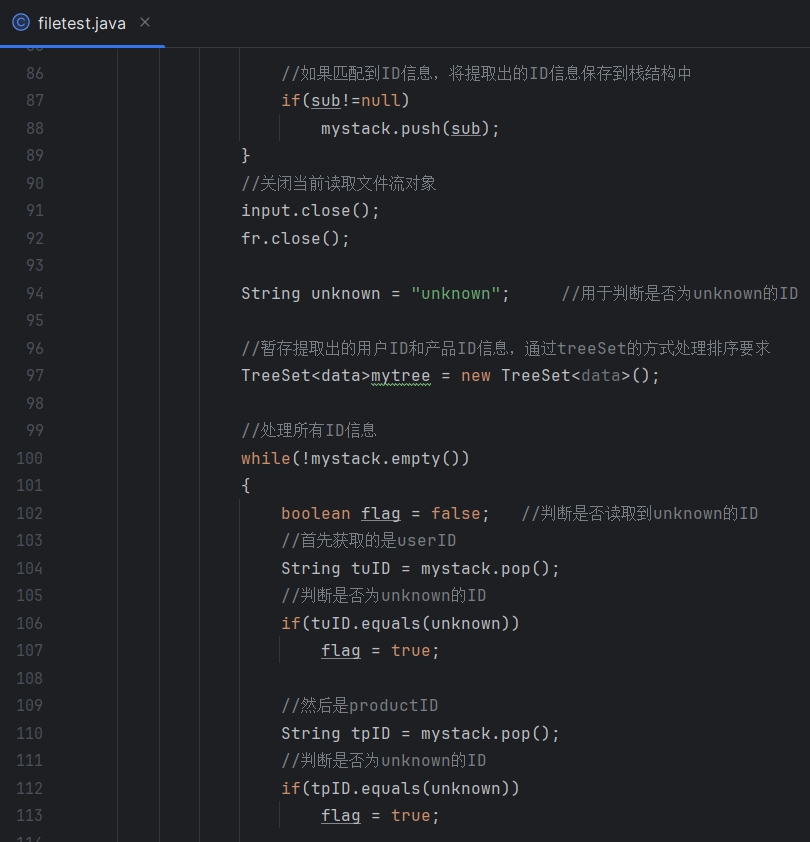 filetest.java
86 //如果匹配到ID信息，将提取出的ID信息保存到栈结构中
87 if(sub!=null)
88 mystack.push(sub);
89 }
90 //关闭当前读取文件流对象
91 input.close();
92 fr.close();
93
94 String unknown = "unknown"; //用于判断是否为unknown的ID
95
96 //暂存提取出的用户ID和产品ID信息，通过treeSet的方式处理排序要求
97 TreeSet<data>mytree = new TreeSet<data>();
98
99 //处理所有ID信息
100 while(!mystack.empty())
101 {
102 boolean flag = false; //判断是否读取到unknown的ID
103 //首先获取的是userID
104 String tuID = mystack.pop();
105 //判断是否为unknown的ID
106 if(tuID.equals(unknown))
107 flag = true;
108
109 //然后是productID
110 String tpID = mystack.pop();
111 //判断是否为unknown的ID
112 if(tpID.equals(unknown))
113 flag = true;